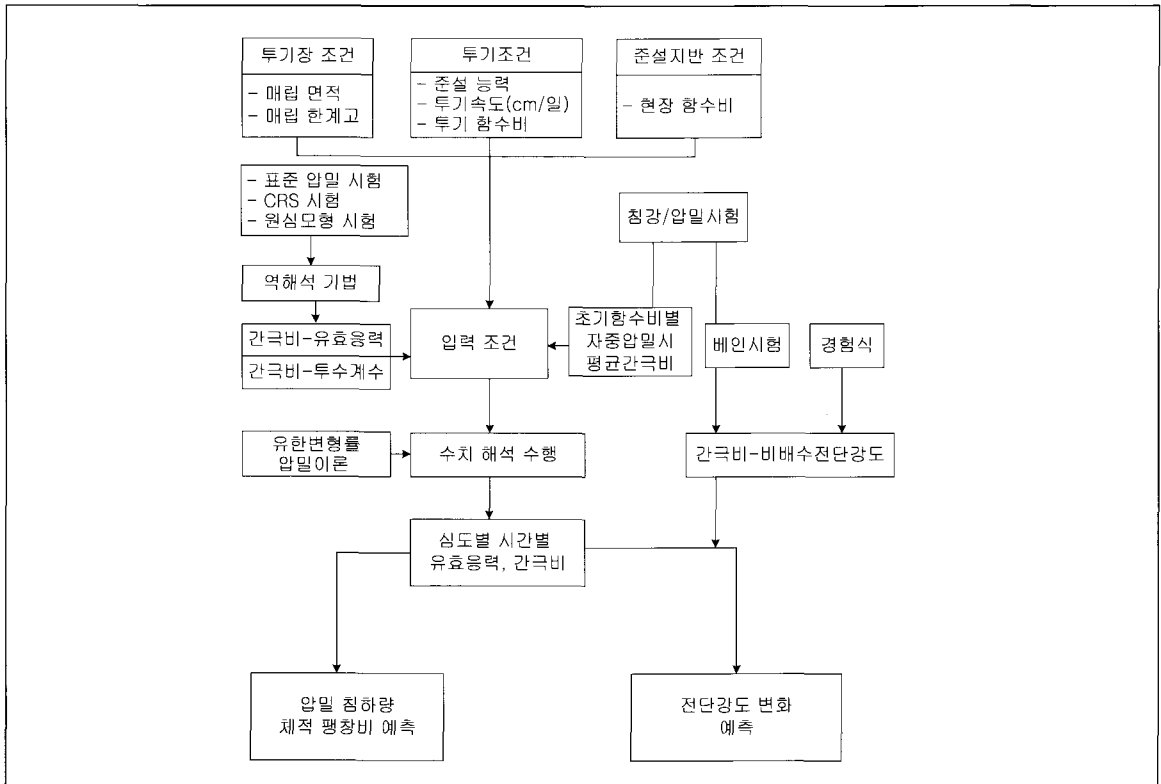 투기장 조건
- 매립 면적
- 매립 한계고
투기조건
- 준설 능력
- 투기속도(cm/일)
- 투기 함수비
준설지반 조건
- 현장 함수비
- 표준 압밀 시험
- CRS 시험
- 원심모형 시험
침강/압밀시험
역해석 기법
간극비-유효응력
간극비-투수계수
입력 조건
초기함수비별
자중압밀시
평균간극비
베인시험
경험식
유한변형률
압밀이론
수치 해석 수행
간극비-비배수전단강도
심도별 시간별
유효응력, 간극비
압밀 침하량
체적 팽창비 예측
전단강도 변화
예측